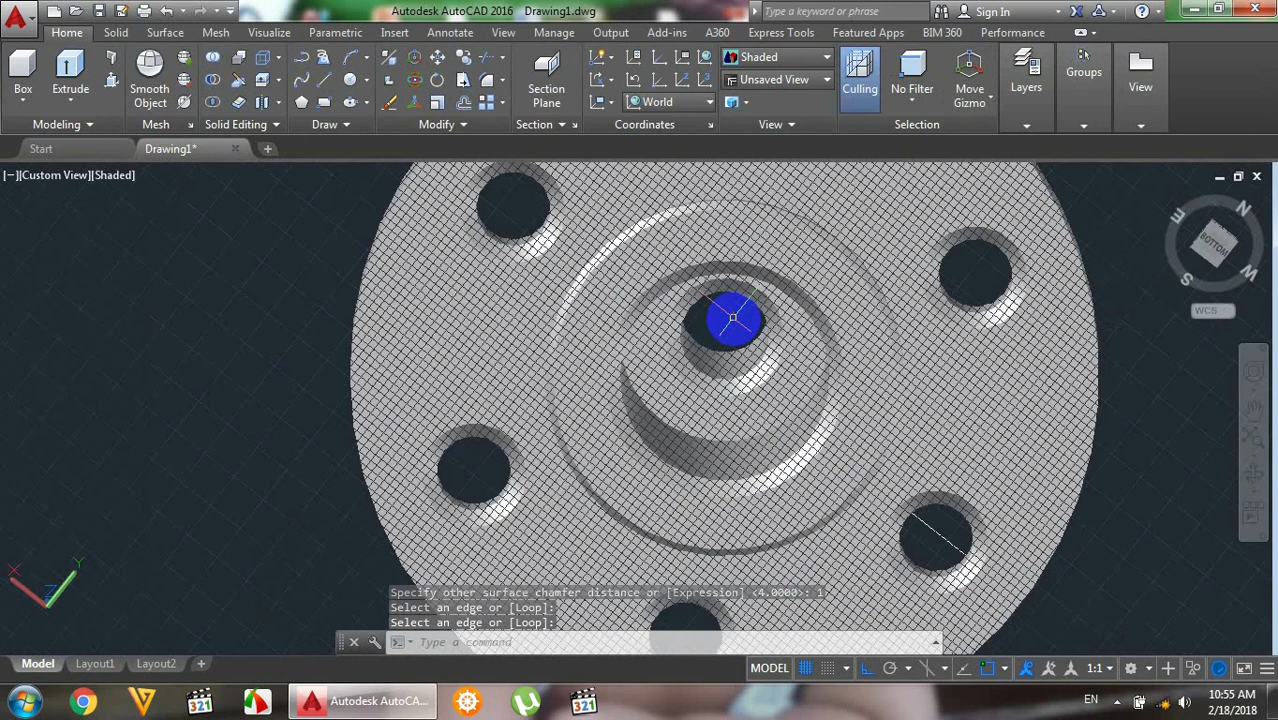 Autodesk AutoCAD 2016 Drawing1.dwg
Type a keyword or phrase
Sign In
Home Solid Surface Mesh Visualize Parametric Insert Annotate View Manage Output Add-ins A360 Express Tools Featured Apps BIM 360 Performance
Shaded
Unsaved View
World
Box Extrude Smooth Object Section Plane Culling No Filter Move Gizmo Layers Groups View
Modeling Mesh Solid Editing Draw Modify Section Coordinates View Selection
Start Drawing1*
[−][Custom View][Shaded]
N
E
BOTTOM
W
S
WCS
Specify other surface chamfer distance or [Expression] <4.0000>: 1
Select an edge or [Loop]:
Select an edge or [Loop]:
Type a command
X Y Z
Model Layout1 Layout2
MODEL 1:1
321 Autodesk AutoCA... 321
EN
10:55 AM
2/18/2018